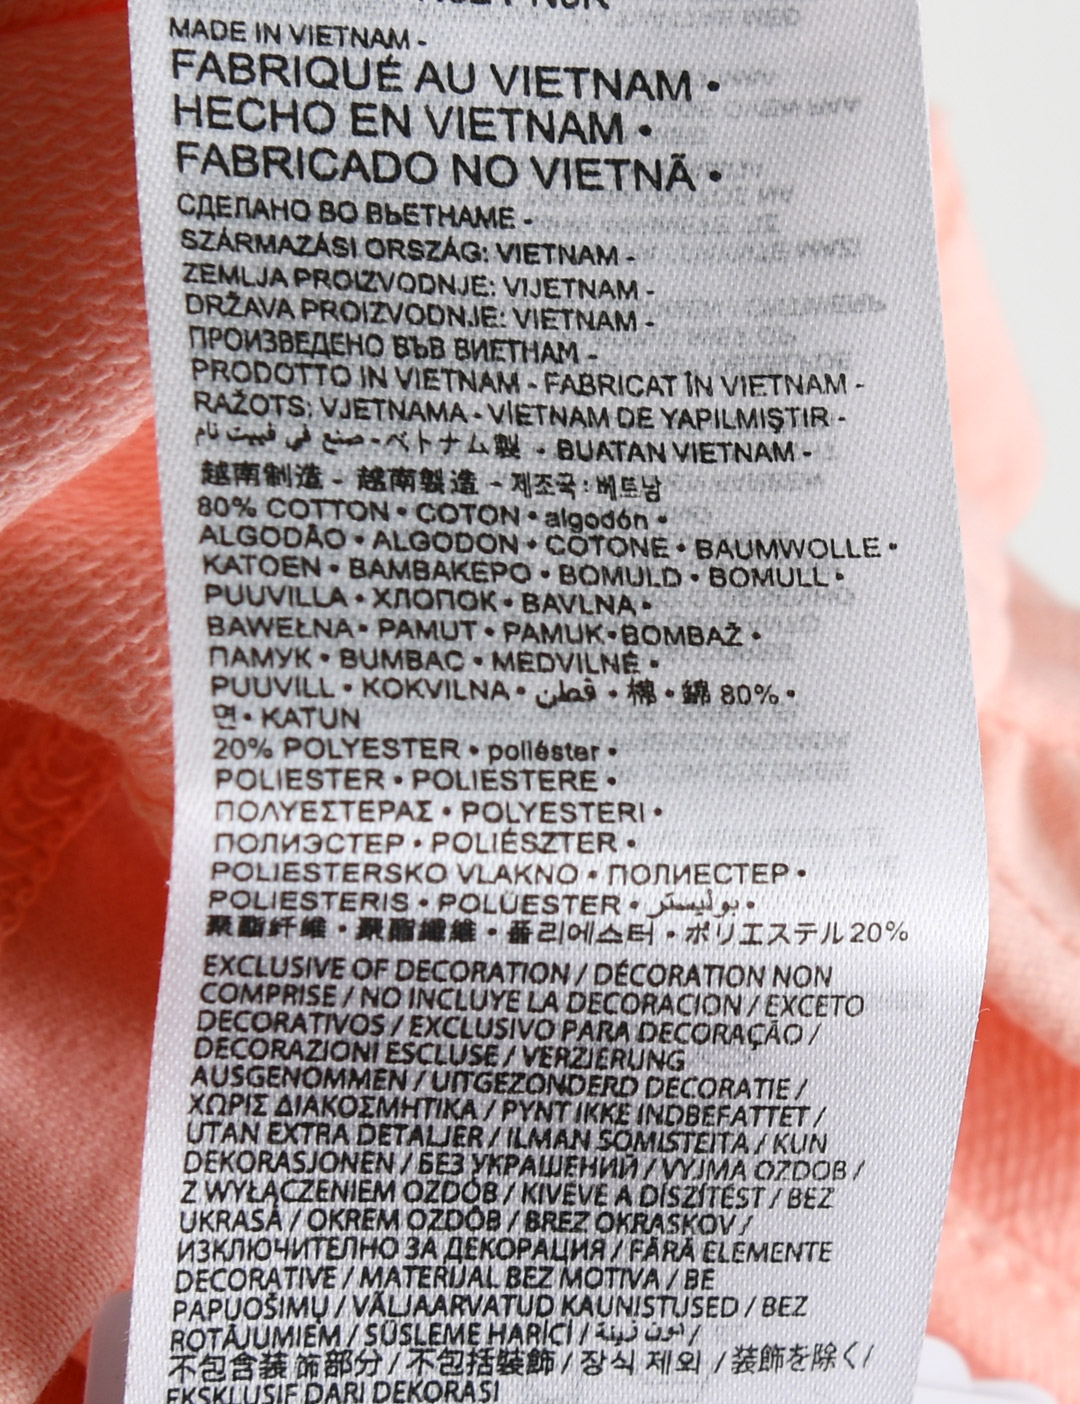 MADE IN VIETNAM -
FABRIQUÉ AU VIETNAM •
HECHO EN VIETNAM •
FABRICADO NO VIETNÃ •
СДЕЛАНО ВО ВЬЕТНАМЕ -
SZÁRMAZÁSI ORSZÁG: VIETNAM -
ZEMLJA PROIZVODNJE: VIJETNAM -
DRŽAVA PROIZVODNJE: VIETNAM -
ПРОИЗВЕДЕНО ВЪВ ВИЕТНАМ -
PRODOTTO IN VIETNAM - FABRICAT ÎN VIETNAM -
RAŽOTS: VJETNAMA - VIETNAM DE YAPILMIŞTIR -
صنع في فييت نام - ベトナム製 - BUATAN VIETNAM -
越南制造 - 越南製造 - 제조국 : 베트남
80% COTTON • COTON • algodón •
ALGODÃO • ALGODON • COTONE • BAUMWOLLE •
KATOEN • ΒΑΜΒΑΚΕΡΟ • BOMULD • BOMULL •
PUUVILLA • ХЛОПОК • BAVLNA •
BAWEŁNA • PAMUT • PAMUK • BOMBAŽ •
ПАМУК • BUMBAC • MEDVILNĖ •
PUUVILL • KOKVILNA • قطن • 棉 • 綿 80% •
면 • KATUN
20% POLYESTER • poliéster •
POLIESTER • POLIESTERE •
ΠΟΛΥΕΣΤΕΡΑΣ • POLYESTERI •
ПОЛИЭСТЕР • POLIÉSZTER •
POLIESTERSKO VLAKNO • ПОЛИЕСТЕР •
POLIESTERIS • POLÜESTER • بوليستر •
聚酯纤维 • 聚酯纖維 • 폴리에스터 • ポリエステル 20%
EXCLUSIVE OF DECORATION / DÉCORATION NON
COMPRISE / NO INCLUYE LA DECORACION / EXCETO
DECORATIVOS / EXCLUSIVO PARA DECORAÇÃO /
DECORAZIONI ESCLUSE / VERZIERUNG
AUSGENOMMEN / UITGEZONDERD DECORATIE /
ΧΩΡΙΣ ΔΙΑΚΟΣΜΗΤΙΚΑ / PYNT IKKE INDBEFATTET /
UTAN EXTRA DETALJER / ILMAN SOMISTEITA / KUN
DEKORASJONEN / БЕЗ УКРАШЕНИЙ / VYJMA OZDOB /
Z WYŁĄCZENIEM OZDÓB / KIVÉVE A DÍSZÍTÉST / BEZ
UKRASA / OKREM OZDÔB / BREZ OKRASKOV /
ИЗКЛЮЧИТЕЛНО ЗА ДЕКОРАЦИЯ / FĂRĂ ELEMENTE
DECORATIVE / MATERIJAL BEZ MOTIVA / BE
PAPUOŠIMŲ / VÄLJAARVATUD KAUNISTUSED / BEZ
ROTĀJUMIEM / SÜSLEME HARİCİ / دون زينة /
不包含装饰部分 / 不包括裝飾 / 장식 제외 / 装飾を除く /
EKSKLUSIF DARI DEKORASI